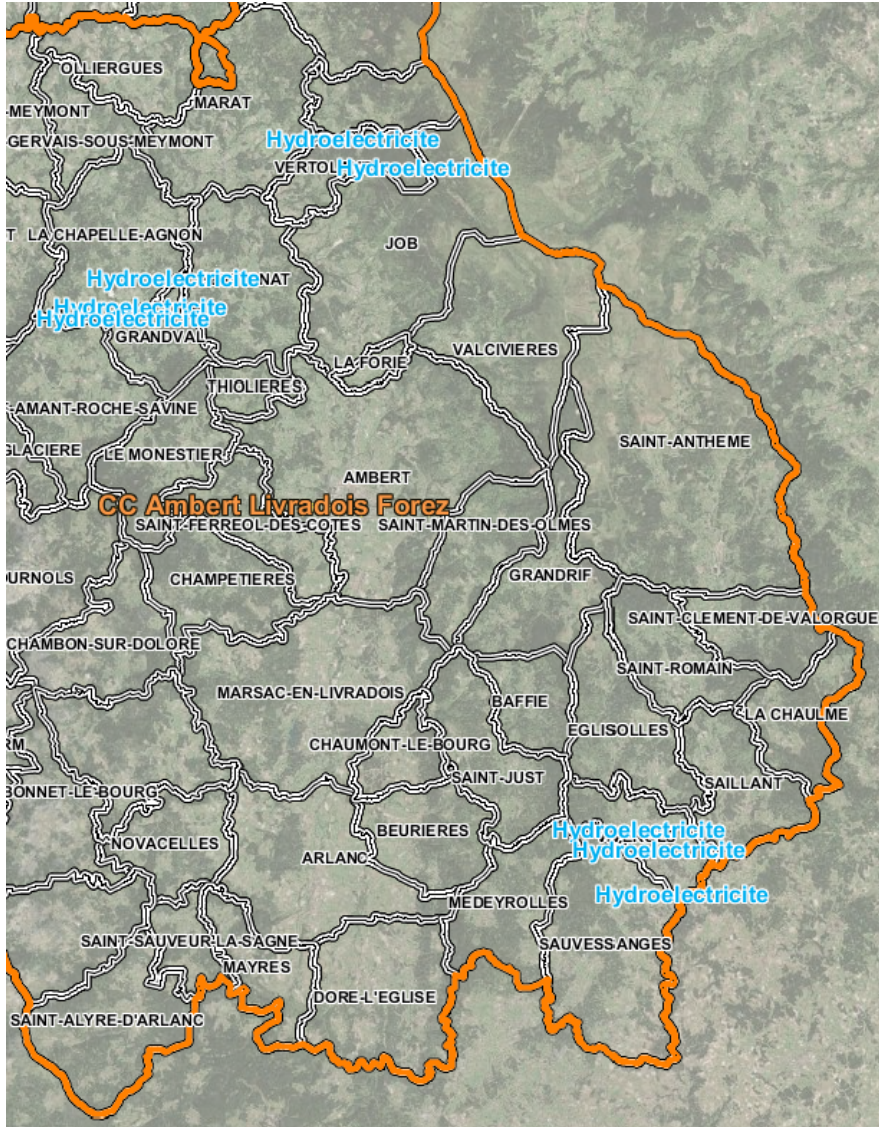 OLLIERGUES
MARAT
-MEYMONT
GERVAIS-SOUS-MEYMONT
Hydroelectricite
Hydroelectricite
LA CHAPELLE-AGNON
JOB
Hydroelectricite
NAT
Hydroelectricite
Hydroelectricite
GRANDVAL
VALCIVIERES
LA FORIE
THIOLIERES
-AMANT-ROCHE-SAVINE
SAINT-ANTHEME
GLACIERE
LE MONESTIER
AMBERT
CC Ambert Livradois Forez
SAINT-FERREOL-DES-COTES
SAINT-MARTIN-DES-OLMES
OURNOLS
CHAMPETIERES
GRANDRIF
SAINT-CLEMENT-DE-VALORGUE
CHAMBON-SUR-DOLORE
SAINT-ROMAIN
MARSAC-EN-LIVRADOIS
BAFFIE
LA CHAULME
EGLISOLLES
RM
CHAUMONT-LE-BOURG
SAINT-JUST
SAILLANT
BONNET-LE-BOURG
BEURIERES
Hydroelectricite
NOVACELLES
Hydroelectricite
ARLANC
Hydroelectricite
MEDEYROLLES
SAINT-SAUVEUR-LA-SAGNE
SAUVESSANGES
MAYRES
DORE-L'EGLISE
SAINT-ALYRE-D'ARLANC